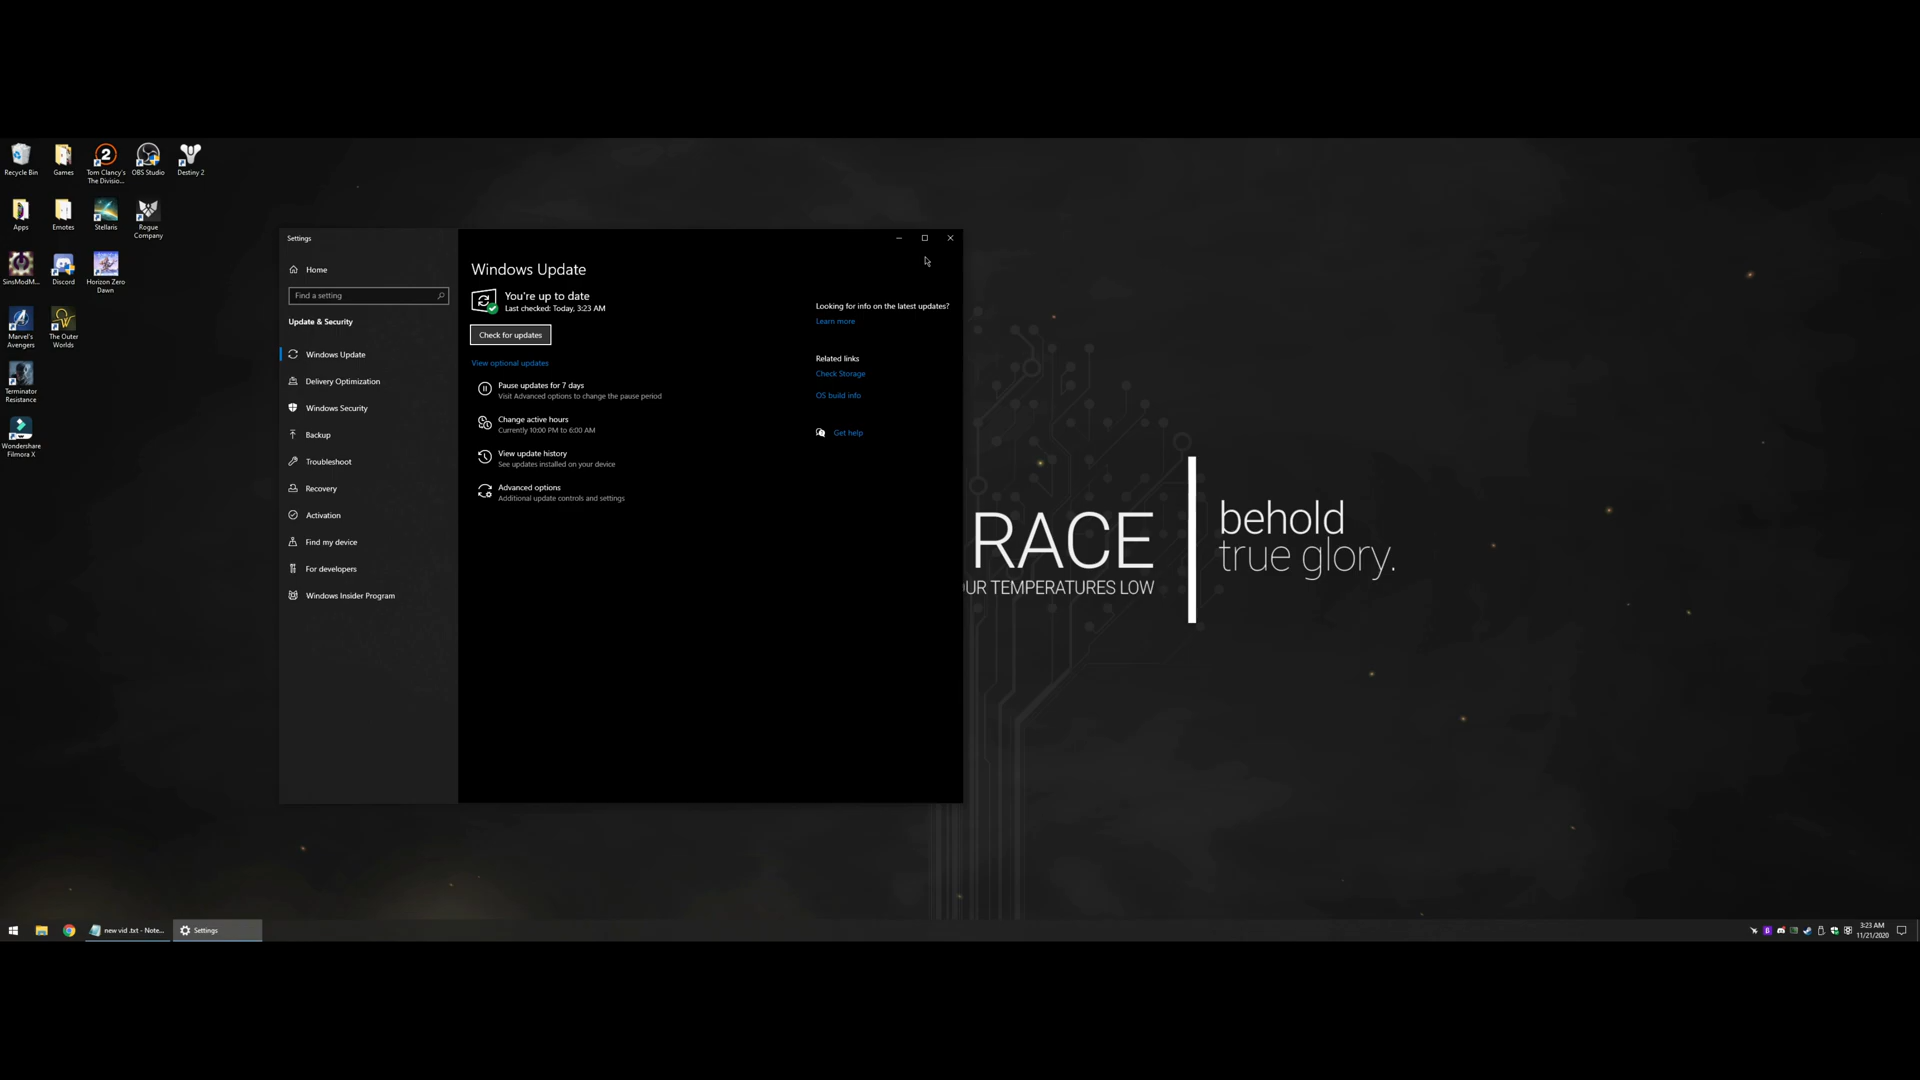 Recycle Bin
Games
Tom Clancy's
The Divisio...
OBS Studio
Destiny 2
Apps
Emotes
Stellaris
Rogue
Company
SinsModM...
Discord
Horizon Zero
Dawn
Marvel's
Avengers
The Outer
Worlds
Terminator
Resistance
Wondershare
Filmora X
Settings
Home
Find a setting
Update & Security
Windows Update
Delivery Optimization
Windows Security
Backup
Troubleshoot
Recovery
Activation
Find my device
For developers
Windows Insider Program
Windows Update
You're up to date
Last checked: Today, 3:23 AM
Check for updates
View optional updates
Pause updates for 7 days
Visit Advanced options to change the pause period
Change active hours
Currently 10:00 PM to 6:00 AM
View update history
See updates installed on your device
Advanced options
Additional update controls and settings
Looking for info on the latest updates?
Learn more
Related links
Check Storage
OS build info
Get help
RACE
UR TEMPERATURES LOW
behold
true glory.
new vid .txt - Note...
Settings
3:23 AM
11/21/2020